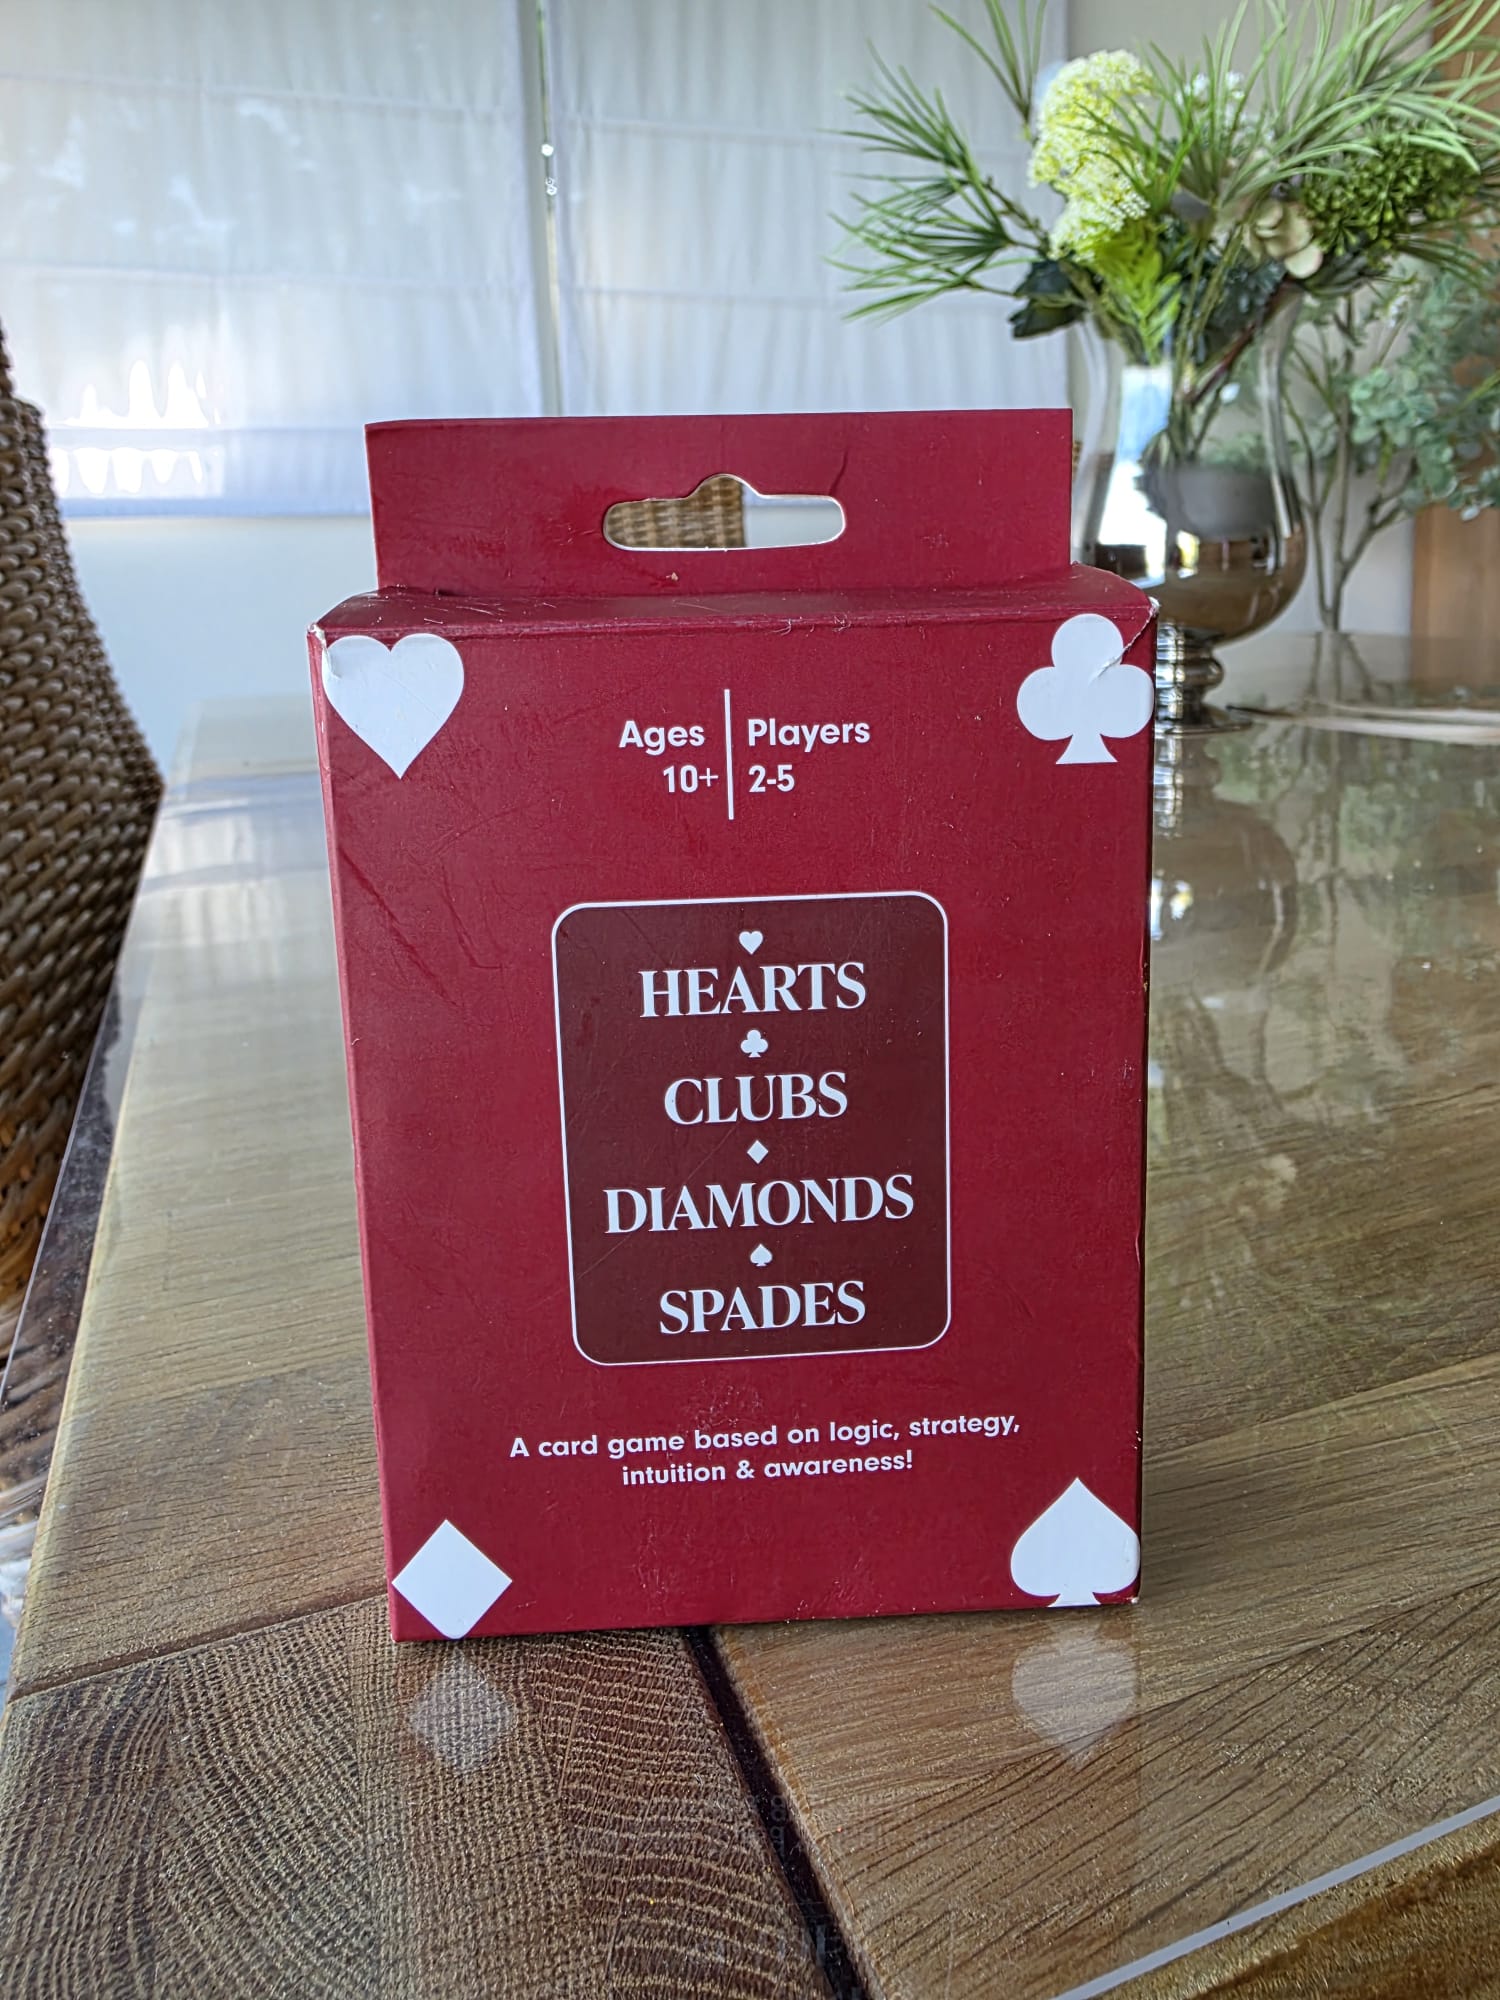 Ages | Players
10+ | 2-5
HEARTS
CLUBS
DIAMONDS
SPADES
A card game based on logic, strategy,
intuition & awareness!